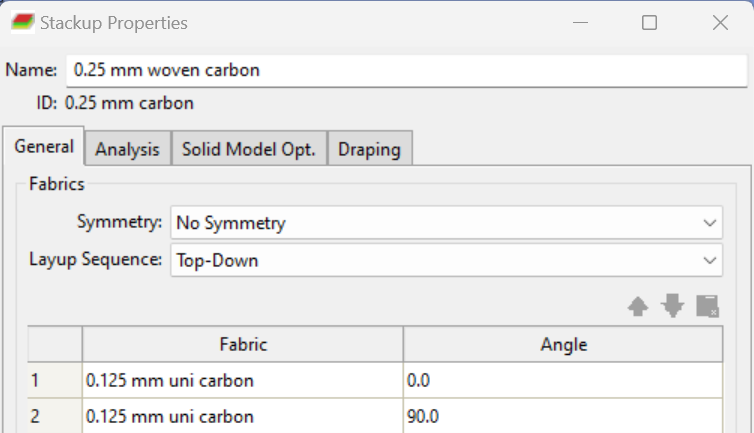 Stackup Properties
Name: 0.25 mm woven carbon
ID: 0.25 mm carbon
General Analysis Solid Model Opt. Draping
Fabrics
Symmetry: No Symmetry
Layup Sequence: Top-Down
Fabric Angle
1 0.125 mm uni carbon 0.0
2 0.125 mm uni carbon 90.0